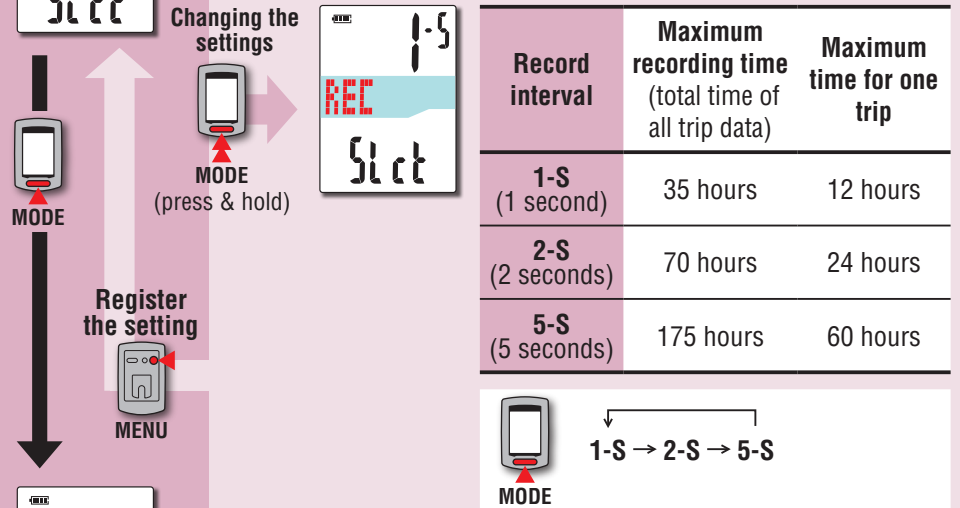 Slct
Changing the
settings
MODE
(press & hold)
MODE
Register
the setting
MENU
1-S
REC
Slct
Record
interval
Maximum
recording time
(total time of
all trip data)
Maximum
time for one
trip
1-S
(1 second)
35 hours
12 hours
2-S
(2 seconds)
70 hours
24 hours
5-S
(5 seconds)
175 hours
60 hours
1-S → 2-S → 5-S
MODE